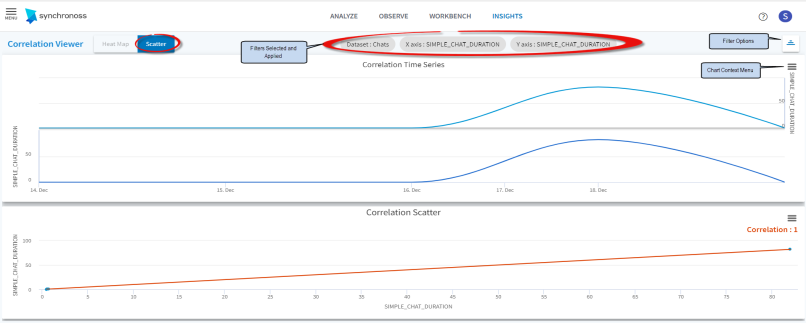 MENU
synchronoss
ANALYZE OBSERVE WORKBENCH INSIGHTS
? S
Correlation Viewer
Heat Map Scatter
Filters Selected and
Applied
Dataset : Chats X axis : SIMPLE_CHAT_DURATION Y axis : SIMPLE_CHAT_DURATION
Filter Options
Correlation Time Series
Chart Context Menu
SIMPLE_CHAT_DURATION
50
0
SIMPLE_CHAT_DURATION
50
0
14. Dec 15. Dec 16. Dec 17. Dec 18. Dec
Correlation Scatter
Correlation : 1
SIMPLE_CHAT_DURATION
100
50
0
0 5 10 15 20 25 30 35 40 45 50 55 60 65 70 75 80
SIMPLE_CHAT_DURATION